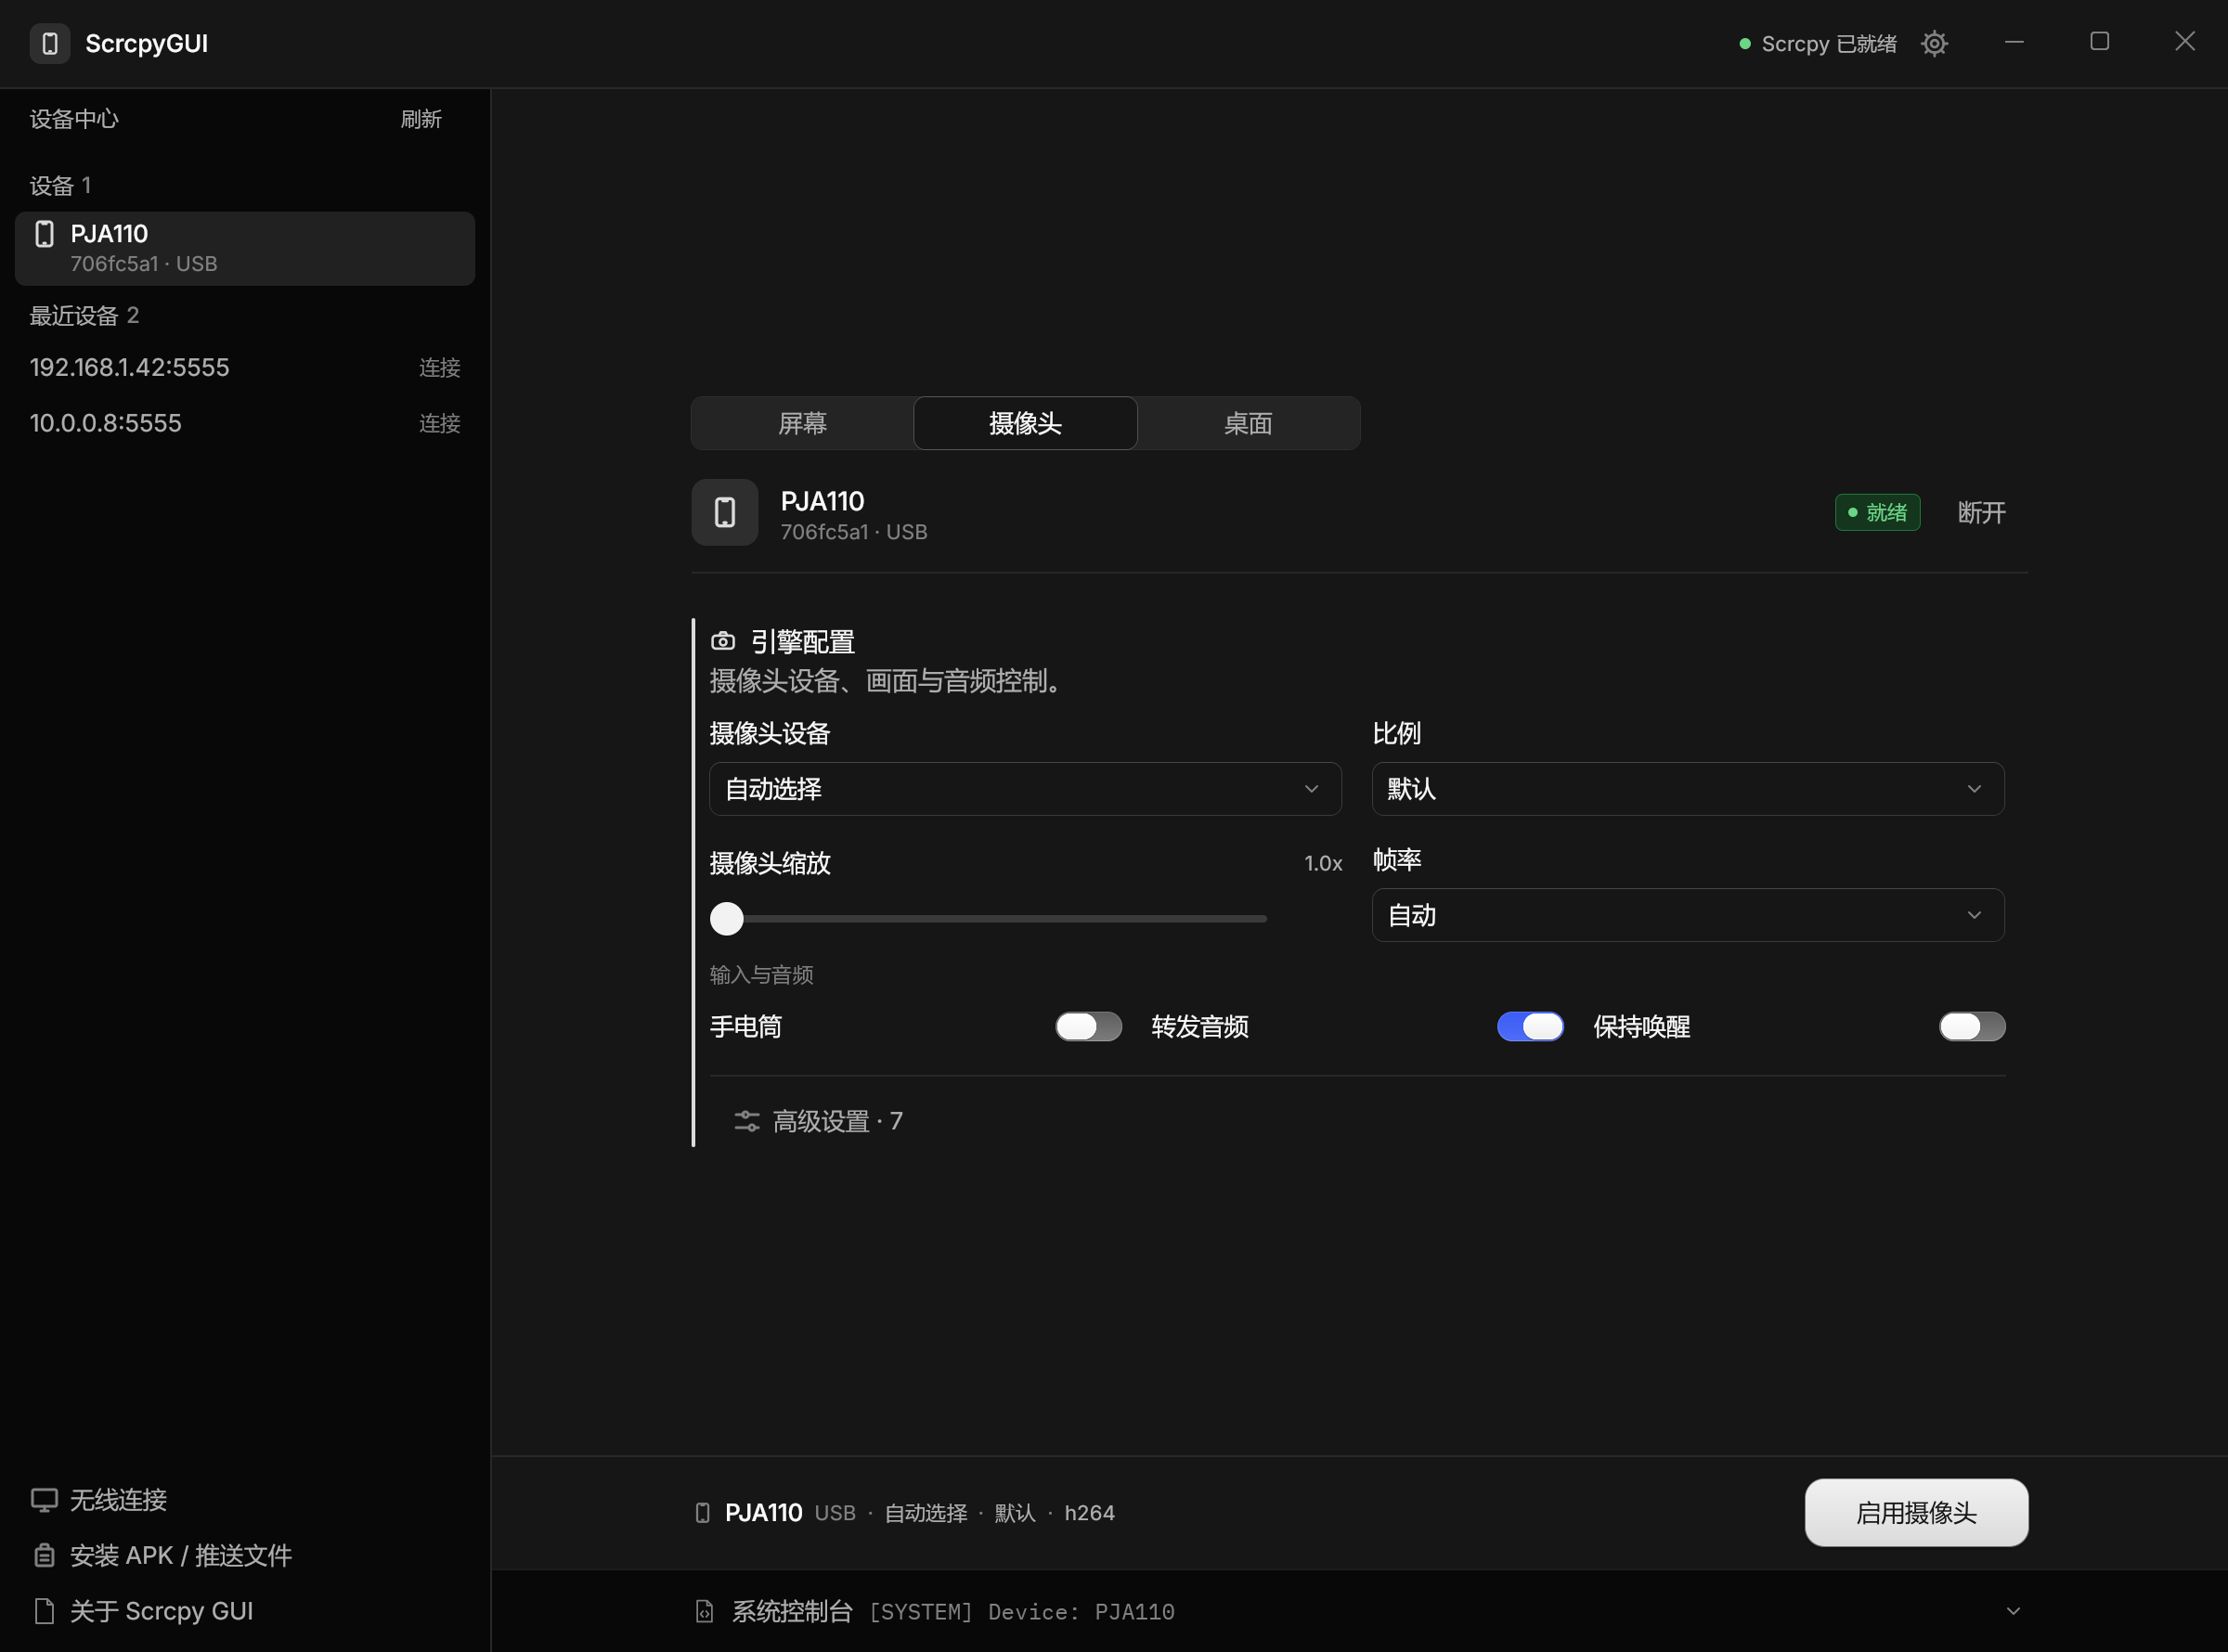 ScrcpyGUI
Scrcpy 已就绪
设备中心 刷新
设备 1
PJA110
706fc5a1 · USB
最近设备 2
192.168.1.42:5555 连接
10.0.0.8:5555 连接
无线连接
安装 APK / 推送文件
关于 Scrcpy GUI
屏幕 摄像头 桌面
PJA110
706fc5a1 · USB
就绪 断开
引擎配置
摄像头设备、画面与音频控制。
摄像头设备
自动选择
比例
默认
摄像头缩放 1.0x
帧率
自动
输入与音频
手电筒 转发音频 保持唤醒
高级设置 · 7
PJA110 USB · 自动选择 · 默认 · h264
启用摄像头
系统控制台 [SYSTEM] Device: PJA110